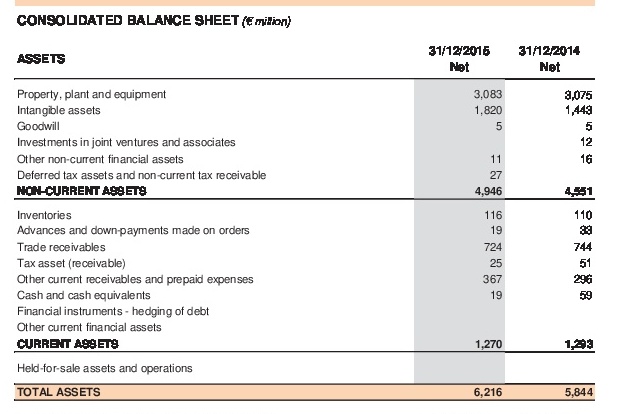 CONSOLIDATED BALANCE SHEET (€ million)
ASSETS 31/12/2015 Net 31/12/2014 Net
Property, plant and equipment 3,083 3,075
Intangible assets 1,820 1,443
Goodwill 5 5
Investments in joint ventures and associates 12
Other non-current financial assets 11 16
Deferred tax assets and non-current tax receivable 27
NON-CURRENT ASSETS 4,946 4,551
Inventories 116 110
Advances and down-payments made on orders 19 33
Trade receivables 724 744
Tax asset (receivable) 25 51
Other current receivables and prepaid expenses 367 296
Cash and cash equivalents 19 59
Financial instruments - hedging of debt
Other current financial assets
CURRENT ASSETS 1,270 1,293
Held-for-sale assets and operations
TOTAL ASSETS 6,216 5,844